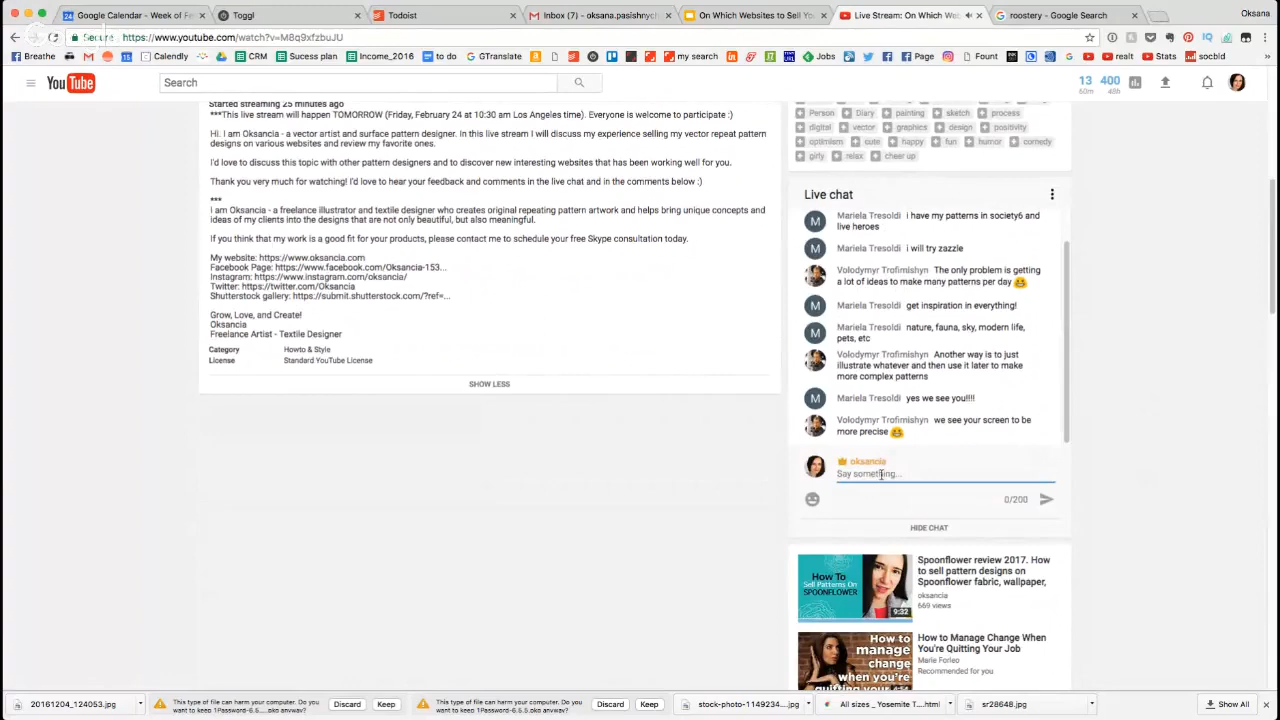 Google Calendar - Week of Fe
Toggl
Todoist
Inbox (7) - oksana.pasishnyc
On Which Websites to Sell Yo
Live Stream: On Which Web
roostery - Google Search
Oksana
https://www.youtube.com/watch?v=M8q9xfzbuJU
Calendly
CRM
Sucess plan
Income_2016
to do
GTranslate
Jobs
Fount
realt
Stats
socbld
YouTube
Search
13
60m
400
48h
Started streaming 25 minutes ago
***This live stream will happen TOMORROW (Friday, February 24 at 10:30 am Los Angeles time). Everyone is welcome to participate :)
Hi. I am Oksancia - a freelance artist and surface pattern designer. In this live stream I will discuss my experience selling my vector repeat pattern
designs on various websites and review my favorite ones.
I'd love to discuss this topic with other pattern designers and to discover new interesting websites that has been working well for you.
Thank you very much for watching! I'd love to hear your feedback and comments in the live chat and in the comments below :)
***
I am Oksancia - a freelance illustrator and textile designer who creates original repeating pattern artwork and helps bring unique concepts and
ideas of my clients into the designs that are not only beautiful, but also meaningful.
If you think that my work is a good fit for your products, please contact me to schedule your free Skype consultation today.
My website: https://www.oksancia.com
Facebook Page: https://www.facebook.com/Oksancia-153...
Instagram: https://www.instagram.com/oksancia/
Twitter: https://twitter.com/Oksancia
Shutterstock gallery: https://submit.shutterstock.com/?ref=...
Grow, Love, and Create!
Oksancia
Freelance Artist - Textile Designer
Category Howto & Style
License Standard YouTube License
SHOW LESS
Person Diary painting sketch process
digital vector graphics design positivity
optimism cute happy fun humor comedy
girly relax cheer up
Live chat
M Mariela Tresoldi i have my patterns in society6 and
live heroes
M Mariela Tresoldi i will try zazzle
Volodymyr Trofimishyn The only problem is getting
a lot of ideas to make many patterns per day
M Mariela Tresoldi get inspiration in everything!
M Mariela Tresoldi nature, fauna, sky, modern life,
pets, etc
Volodymyr Trofimishyn Another way is to just
illustrate whatever and then use it later to make
more complex patterns
M Mariela Tresoldi yes we see you!!!!
Volodymyr Trofimishyn we see your screen to be
more precise
oksancia
Say something...
0/200
HIDE CHAT
How To
Sell Patterns On
SPOONFLOWER
9:32
Spoonflower review 2017. How
to sell pattern designs on
Spoonflower fabric, wallpaper,
oksancia
669 views
How to
manage
change
when you're
How to Manage Change When
You're Quitting Your Job
Marie Forleo
Recommended for you
20161204_124053.jpg
This type of file can harm your computer. Do you
want to keep 1Password-6.5.....pkg anyway?
Discard
Keep
This type of file can harm your computer. Do you
want to keep 1Password-6.6.5.pkg anyway?
Discard
Keep
stock-photo-1149234....jpg
All sizes _ Yosemite T....html
sr28648.jpg
Show All